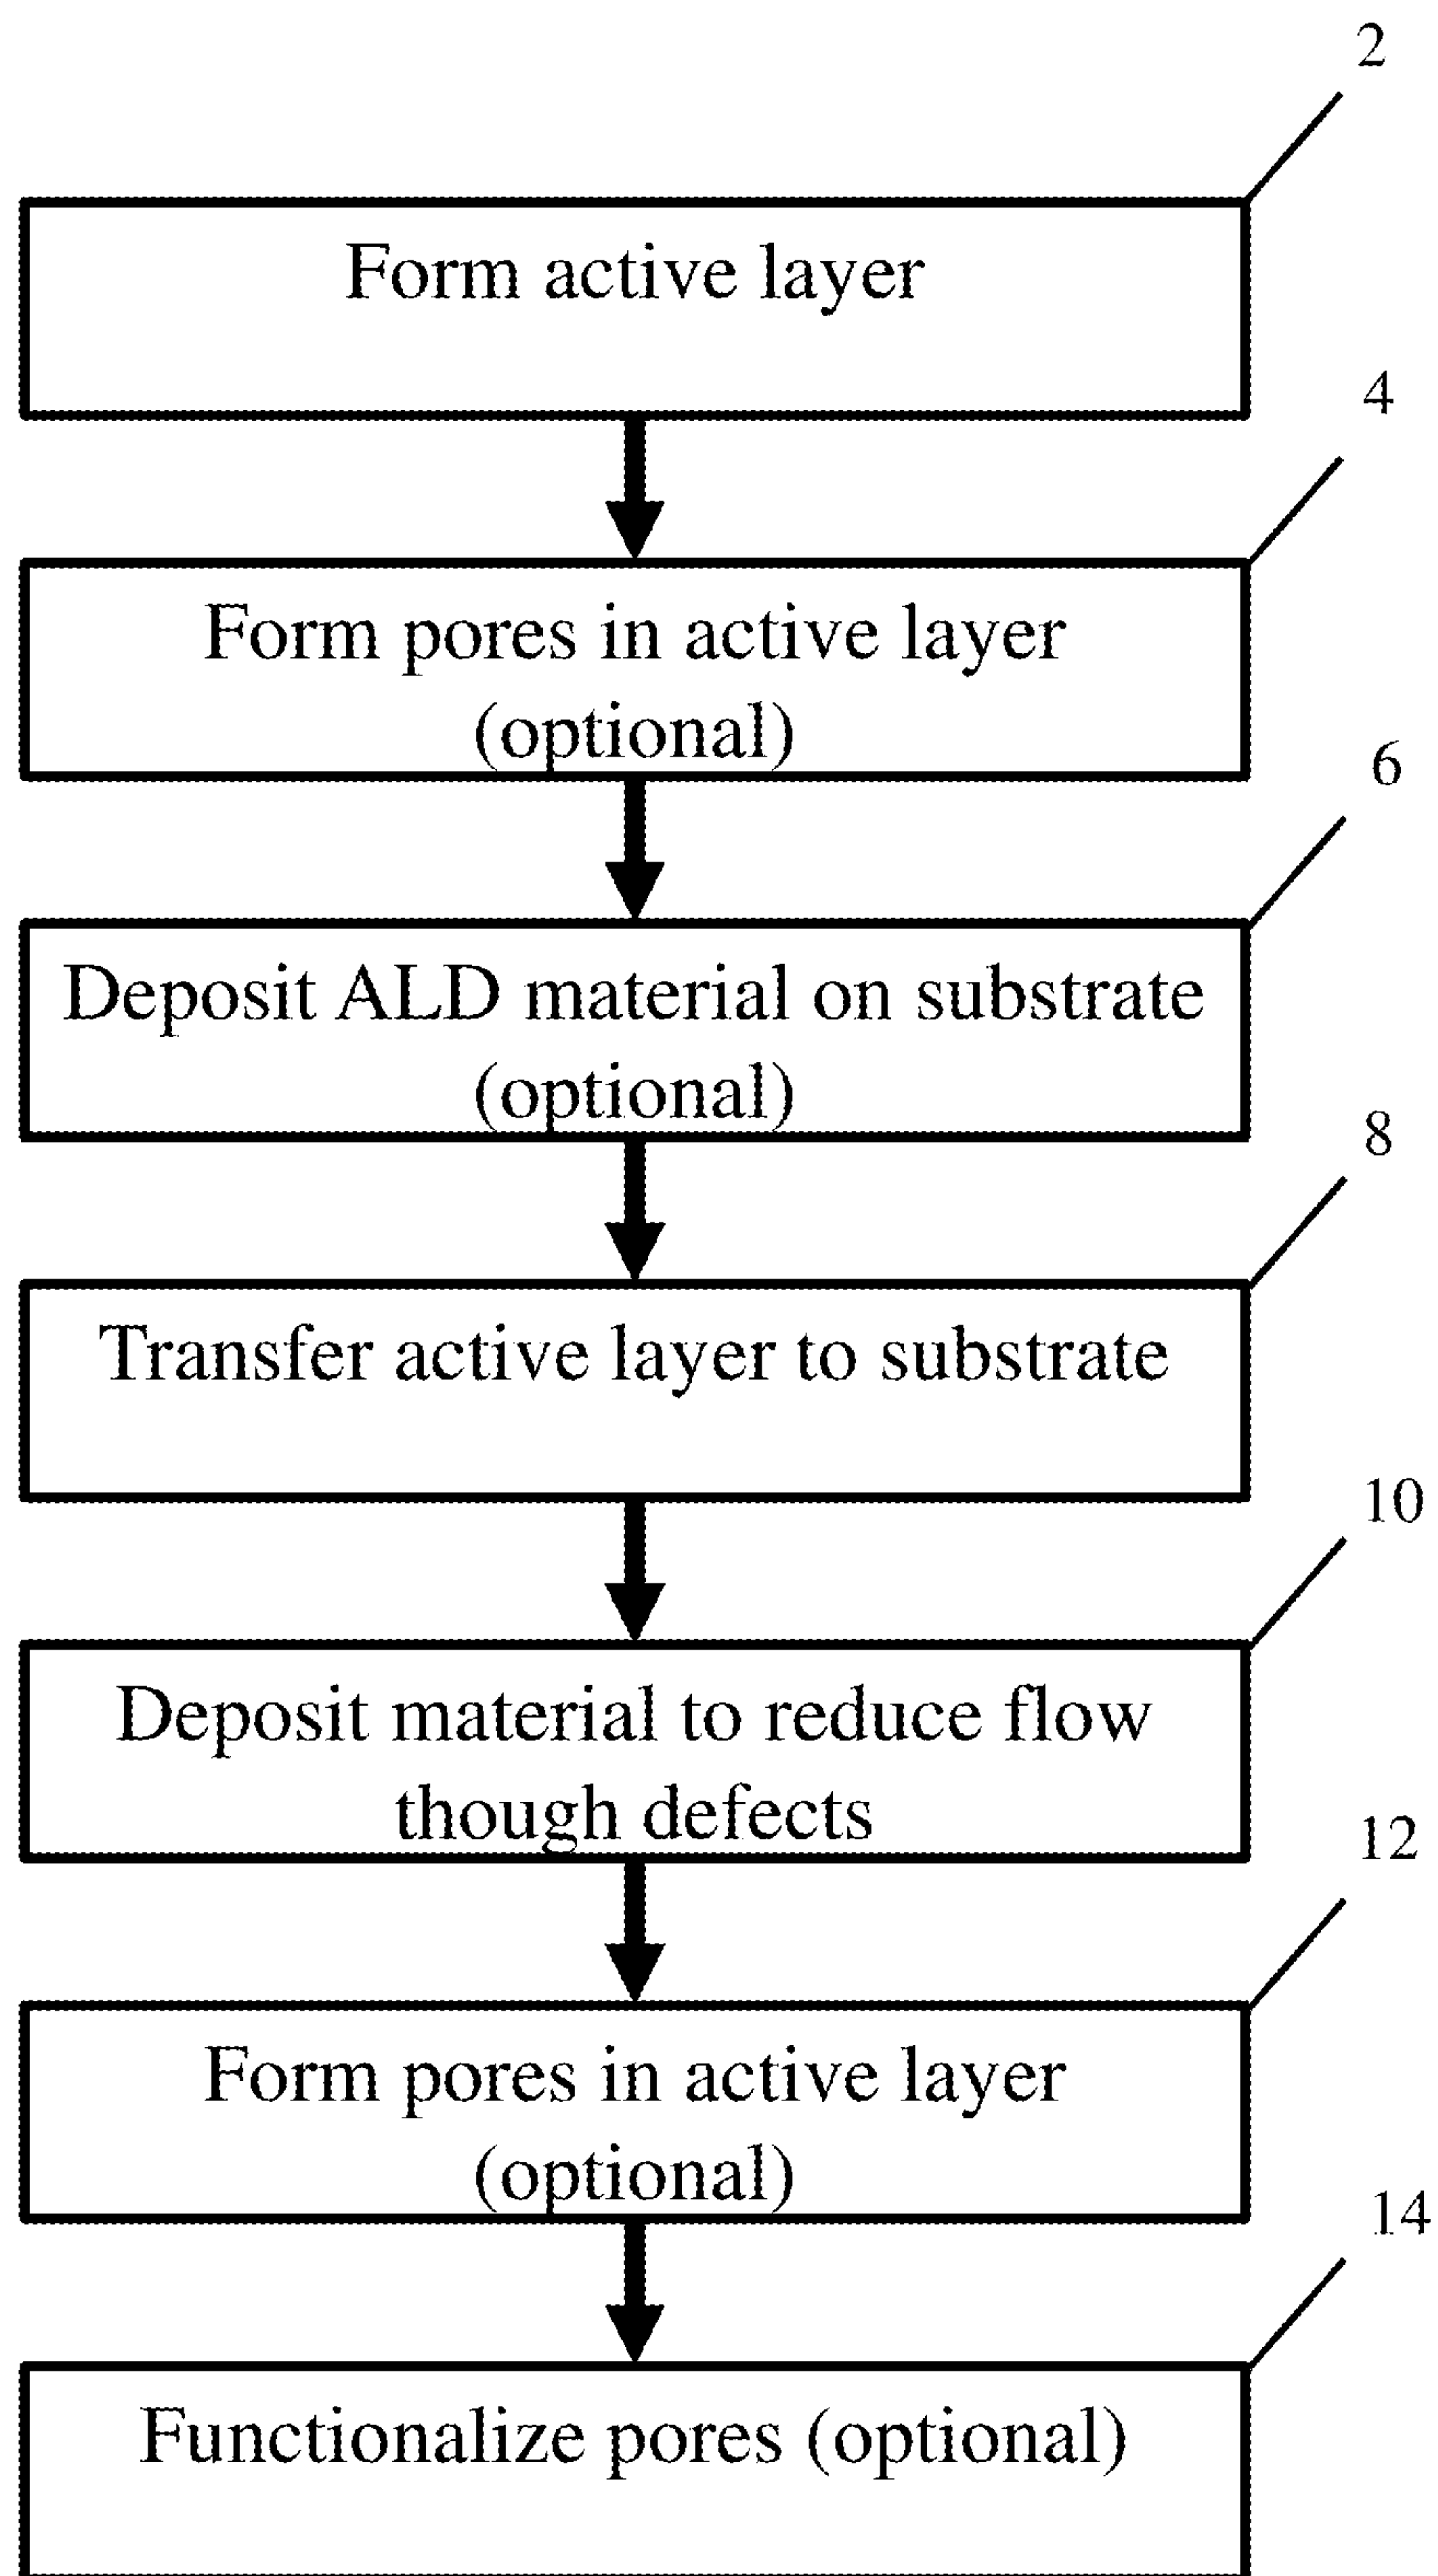 2
Form active layer
4
Form pores in active layer
(optional)
6
Deposit ALD material on substrate
(optional)
8
Transfer active layer to substrate
10
Deposit material to reduce flow
though defects
12
Form pores in active layer
(optional)
14
Functionalize pores (optional)